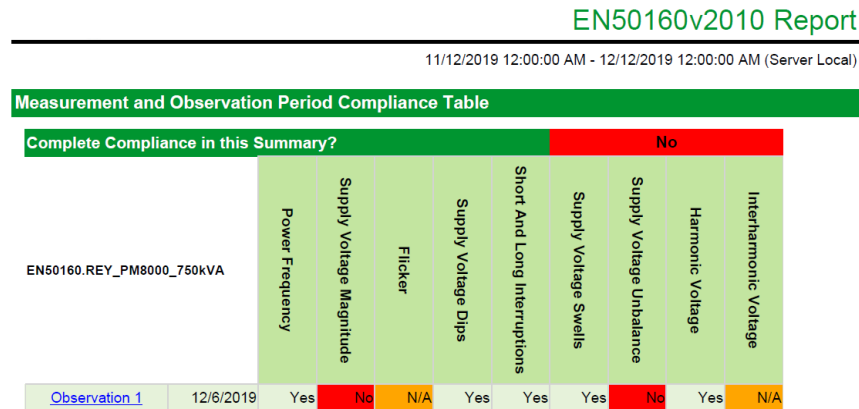 EN50160v2010 Report
11/12/2019 12:00:00 AM - 12/12/2019 12:00:00 AM (Server Local)
Measurement and Observation Period Compliance Table
Complete Compliance in this Summary? No
EN50160.REY_PM8000_750kVA
Power Frequency
Supply Voltage Magnitude
Flicker
Supply Voltage Dips
Short And Long Interruptions
Supply Voltage Swells
Supply Voltage Unbalance
Harmonic Voltage
Interharmonic Voltage
Observation 1 12/6/2019 Yes No N/A Yes Yes Yes No Yes N/A